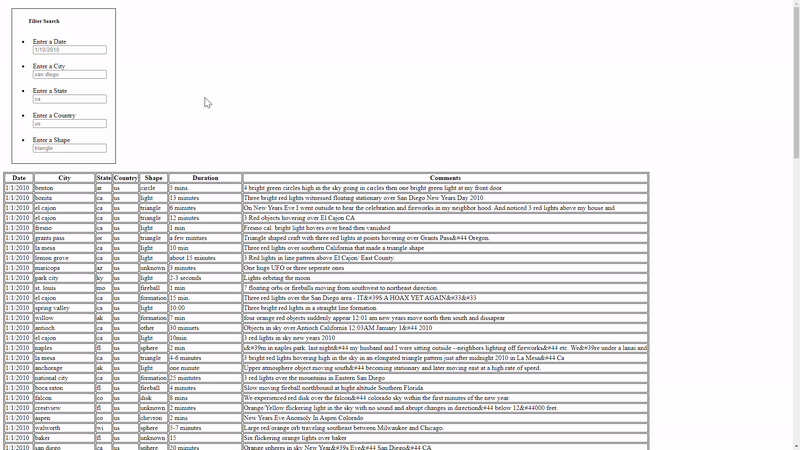 Filter Search
Enter a Date
1/10/2010
Enter a City
san diego
Enter a State
ca
Enter a Country
us
Enter a Shape
triangle
Date City State Country Shape Duration Comments
1/1/2010 benton ar us circle 5 mins. 4 bright green circles high in the sky going in circles then one bright green light at my front door.
1/1/2010 bonita ca us light 13 minutes Three bright red lights witnessed floating stationary over San Diego New Years Day 2010
1/1/2010 el cajon ca us triangle 6 minutes On New Years Eve I went outside to hear the celebration and fireworks in my neighbor hood. And noticed 3 red lights above my house and
1/1/2010 el cajon ca us triangle 12 minutes 3 Red objects hovering over El Cajon CA
1/1/2010 fresno ca us light 1 min Fresno cal. bright light hovers over head then vanished
1/1/2010 grants pass or us triangle a few mintues Triangle shaped craft with three red lights at points hovering over Grants Pass&#44 Oregon.
1/1/2010 la mesa ca us light 10 min Three red lights over southern California that made a triangle shape
1/1/2010 lemon grove ca us light about 15 minutes 3 Red lights in line pattern above El Cajon/ East County.
1/1/2010 maricopa az us unknown 3 minutes One huge UFO or three seperate ones
1/1/2010 park city ky us light 2-3 seconds Lights orbiting the moon
1/1/2010 st. louis mo us fireball 1 min 7 floating orbs or fireballs moving from southwest to northeast direction.
1/1/2010 el cajon ca us formation 15 min. Three red lights over the San Diego area - IT&#39S A HOAX YET AGAIN&#33&#33
1/1/2010 spring valley ca us light 10:00 Three bright red lights in a straight line formation
1/1/2010 willow ak us formation 7 min four orange red objects suddenly appear 12:01 am new years move north then south and dissapear
1/1/2010 antioch ca us other 30 minuets Objects in sky over Antioch California 12:03AM January 1&#44 2010
1/1/2010 el cajon ca us light 10min 3 red lights in sky new years 2010
1/1/2010 naples fl us sphere 2 min i&#39m in naples park. last night&#44 my husband and I were sitting outside --neighbors lighting off fireworks&#44 etc. We&#39re under a lanai and
1/1/2010 la mesa ca us triangle 4-6 minutes 3 bright red lights hovering high in the sky in an elongated triangle pattern just after midnight 2010 in La Mesa&#44 Ca
1/1/2010 anchorage ak us light one minute Upper atmosphere object moving south&#44 becoming stationary and later moving east at a high rate of speed.
1/1/2010 national city ca us formation 25 mintutes 3 red lights over the mountains in Eastern San Diego
1/1/2010 boca raton fl us fireball 4 minutes Slow moving fireball northbound at hight altitude Southern Florida
1/1/2010 falcon co us disk 8 mins We experienced red disk over the falcon&#44 colorado sky within the first minutes of the new year.
1/1/2010 crestview fl us unknown 2 minutes Orange/Yellow flickering light in the sky with no sound and abrupt changes in direction&#44 below 12&#44000 feet.
1/1/2010 aspen co us chevron 2 mins New Years Eve Anomoly In Aspen Colorado
1/1/2010 walworth wi us sphere 5-7 minutes Large red/orange orb traveling southeast between Milwaukee and Chicago.
1/1/2010 baker fl us unknown 15 Six flickering orange lights over baker
1/1/2010 san diego ca us sphere 20 minutes Orange spheres in sky New Year&#39s Eve&#44 San Diego&#44 CA